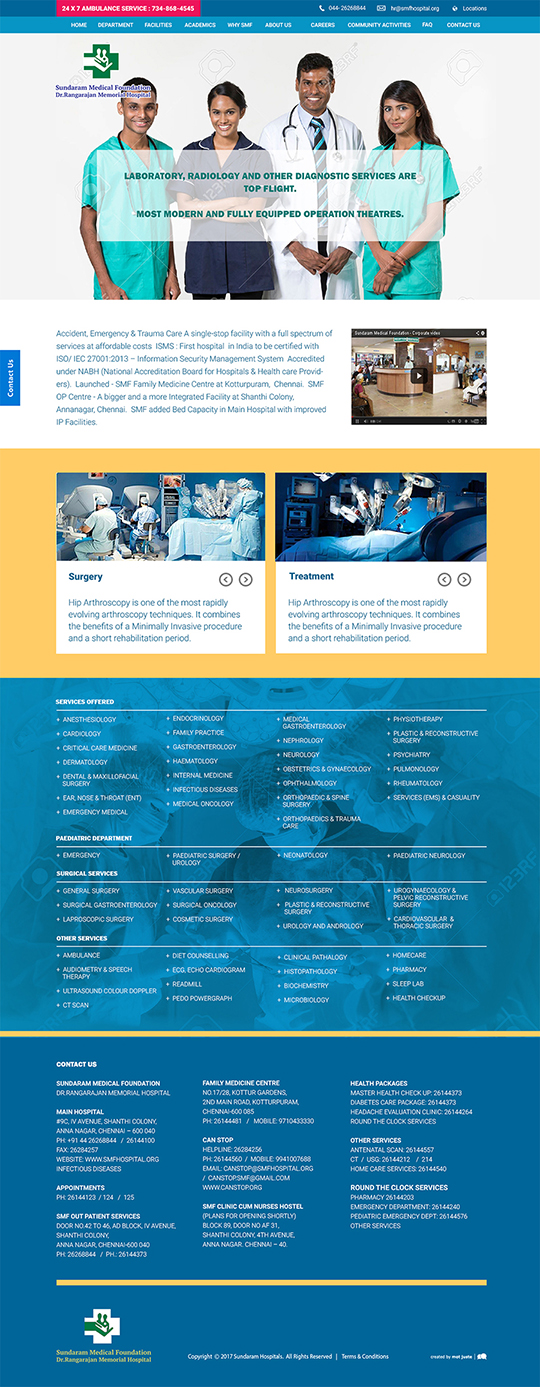 24 X 7 AMBULANCE SERVICE : 734-868-4545
044- 26268844
hr@smfhospital.org
Locations
HOME DEPARTMENT FACILITIES ACADEMICS WHY SMF ABOUT US CAREERS COMMUNITY ACTIVITIES FAQ CONTACT US
Sundaram Medical Foundation
Dr.Rangarajan Memorial Hospital
LABORATORY, RADIOLOGY AND OTHER DIAGNOSTIC SERVICES ARE
TOP FLIGHT.
MOST MODERN AND FULLY EQUIPPED OPERATION THEATRES.
Contact Us
Accident, Emergency & Trauma Care A single-stop facility with a full spectrum of
services at affordable costs ISMS : First hospital in India to be certified with
ISO/ IEC 27001:2013 – Information Security Management System Accredited
under NABH (National Accreditation Board for Hospitals & Health care Provid-
ers). Launched - SMF Family Medicine Centre at Kotturpuram, Chennai. SMF
OP Centre - A bigger and a more Integrated Facility at Shanthi Colony,
Annanagar, Chennai. SMF added Bed Capacity in Main Hospital with improved
IP Facilities.
Sundaram Medical Foundation - Corporate video
Surgery
Hip Arthroscopy is one of the most rapidly
evolving arthroscopy techniques. It combines
the benefits of a Minimally Invasive procedure
and a short rehabilitation period.
Treatment
Hip Arthroscopy is one of the most rapidly
evolving arthroscopy techniques. It combines
the benefits of a Minimally Invasive procedure
and a short rehabilitation period.
SERVICES OFFERED
+ ANESTHESIOLOGY
+ CARDIOLOGY
+ CRITICAL CARE MEDICINE
+ DERMATOLOGY
+ DENTAL & MAXILLOFACIAL
SURGERY
+ EAR, NOSE & THROAT (ENT)
+ EMERGENCY MEDICAL
+ ENDOCRINOLOGY
+ FAMILY PRACTICE
+ GASTROENTEROLOGY
+ HAEMATOLOGY
+ INTERNAL MEDICINE
+ INFECTIOUS DISEASES
+ MEDICAL ONCOLOGY
+ MEDICAL
GASTROENTEROLOGY
+ NEPHROLOGY
+ NEUROLOGY
+ OBSTETRICS & GYNAECOLOGY
+ OPHTHALMOLOGY
+ ORTHOPAEDIC & SPINE
SURGERY
+ ORTHOPAEDICS & TRAUMA
CARE
+ PHYSIOTHERAPY
+ PLASTIC & RECONSTRUCTIVE
SURGERY
+ PSYCHIATRY
+ PULMONOLOGY
+ RHEUMATOLOGY
+ SERVICES (EMS) & CASUALITY
PAEDIATRIC DEPARTMENT
+ EMERGENCY
+ PAEDIATRIC SURGERY /
UROLOGY
+ NEONATOLOGY
+ PAEDIATRIC NEUROLOGY
SURGICAL SERVICES
+ GENERAL SURGERY
+ SURGICAL GASTROENTEROLOGY
+ LAPROSCOPIC SURGERY
+ VASCULAR SURGERY
+ SURGICAL ONCOLOGY
+ COSMETIC SURGERY
+ NEUROSURGERY
+ PLASTIC & RECONSTRUCTIVE
SURGERY
+ UROLOGY AND ANDROLOGY
+ UROGYNAECOLOGY &
PELVIC RECONSTRUCTIVE
SURGERY
+ CARDIOVASCULAR &
THORACIC SURGERY
OTHER SERVICES
+ AMBULANCE
+ AUDIOMETRY & SPEECH
THERAPY
+ ULTRASOUND COLOUR DOPPLER
+ CT SCAN
+ DIET COUNSELLING
+ ECG, ECHO CARDIOGRAM
+ READMILL
+ PEDO POWERGRAPH
+ CLINICAL PATHALOGY
+ HISTOPATHOLOGY
+ BIOCHEMISTRY
+ MICROBIOLOGY
+ HOMECARE
+ PHARMACY
+ SLEEP LAB
+ HEALTH CHECKUP
CONTACT US
SUNDARAM MEDICAL FOUNDATION
DR.RANGARAJAN MEMORIAL HOSPITAL
MAIN HOSPITAL
#9C, IV AVENUE, SHANTHI COLONY,
ANNA NAGAR, CHENNAI – 600 040
PH: +91 44 26268844 / 26144100
FAX: 26284257
WEBSITE: WWW.SMFHOSPITAL.ORG
INFECTIOUS DISEASES
APPOINTMENTS
PH: 26144123 / 124 / 125
SMF OUT PATIENT SERVICES
DOOR NO.42 TO 46, AD BLOCK, IV AVENUE,
SHANTHI COLONY,
ANNA NAGAR, CHENNAI-600 040
PH: 26268844 / PH.: 26144373
FAMILY MEDICINE CENTRE
NO.17/28, KOTTUR GARDENS,
2ND MAIN ROAD, KOTTURPURAM,
CHENNAI-600 085
PH : 26144481 / MOBILE: 9710433330
CAN STOP
HELPLINE: 26284256
PH : 26144560 / MOBILE: 9941007688
EMAIL: CANSTOP@SMFHOSPITAL.ORG
/ CANSTOP.SMF@GMAIL.COM
WWW.CANSTOP.ORG
SMF CLINIC CUM NURSES HOSTEL
(PLANS FOR OPENING SHORTLY)
BLOCK 89, DOOR NO AF 31,
SHANTHI COLONY, 4TH AVENUE,
ANNA NAGAR. CHENNAI – 40.
HEALTH PACKAGES
MASTER HEALTH CHECK UP: 26144373
DIABETES CARE PACKAGE: 26144373
HEADACHE EVALUATION CLINIC: 26144264
ROUND THE CLOCK SERVICES
OTHER SERVICES
ANTENATAL SCAN: 26144557
CT / USG: 26144212 / 214
HOME CARE SERVICES: 26144540
ROUND THE CLOCK SERVICES
PHARMACY 26144203
EMERGENCY DEPARTMENT: 26144240
PEDIATRIC EMERGENCY DEPT: 26144576
OTHER SERVICES
Sundaram Medical Foundation
Dr.Rangarajan Memorial Hospital
Copyright © 2017 Sundaram Hospitals. All Rights Reserved | Terms & Conditions
created by mot juste